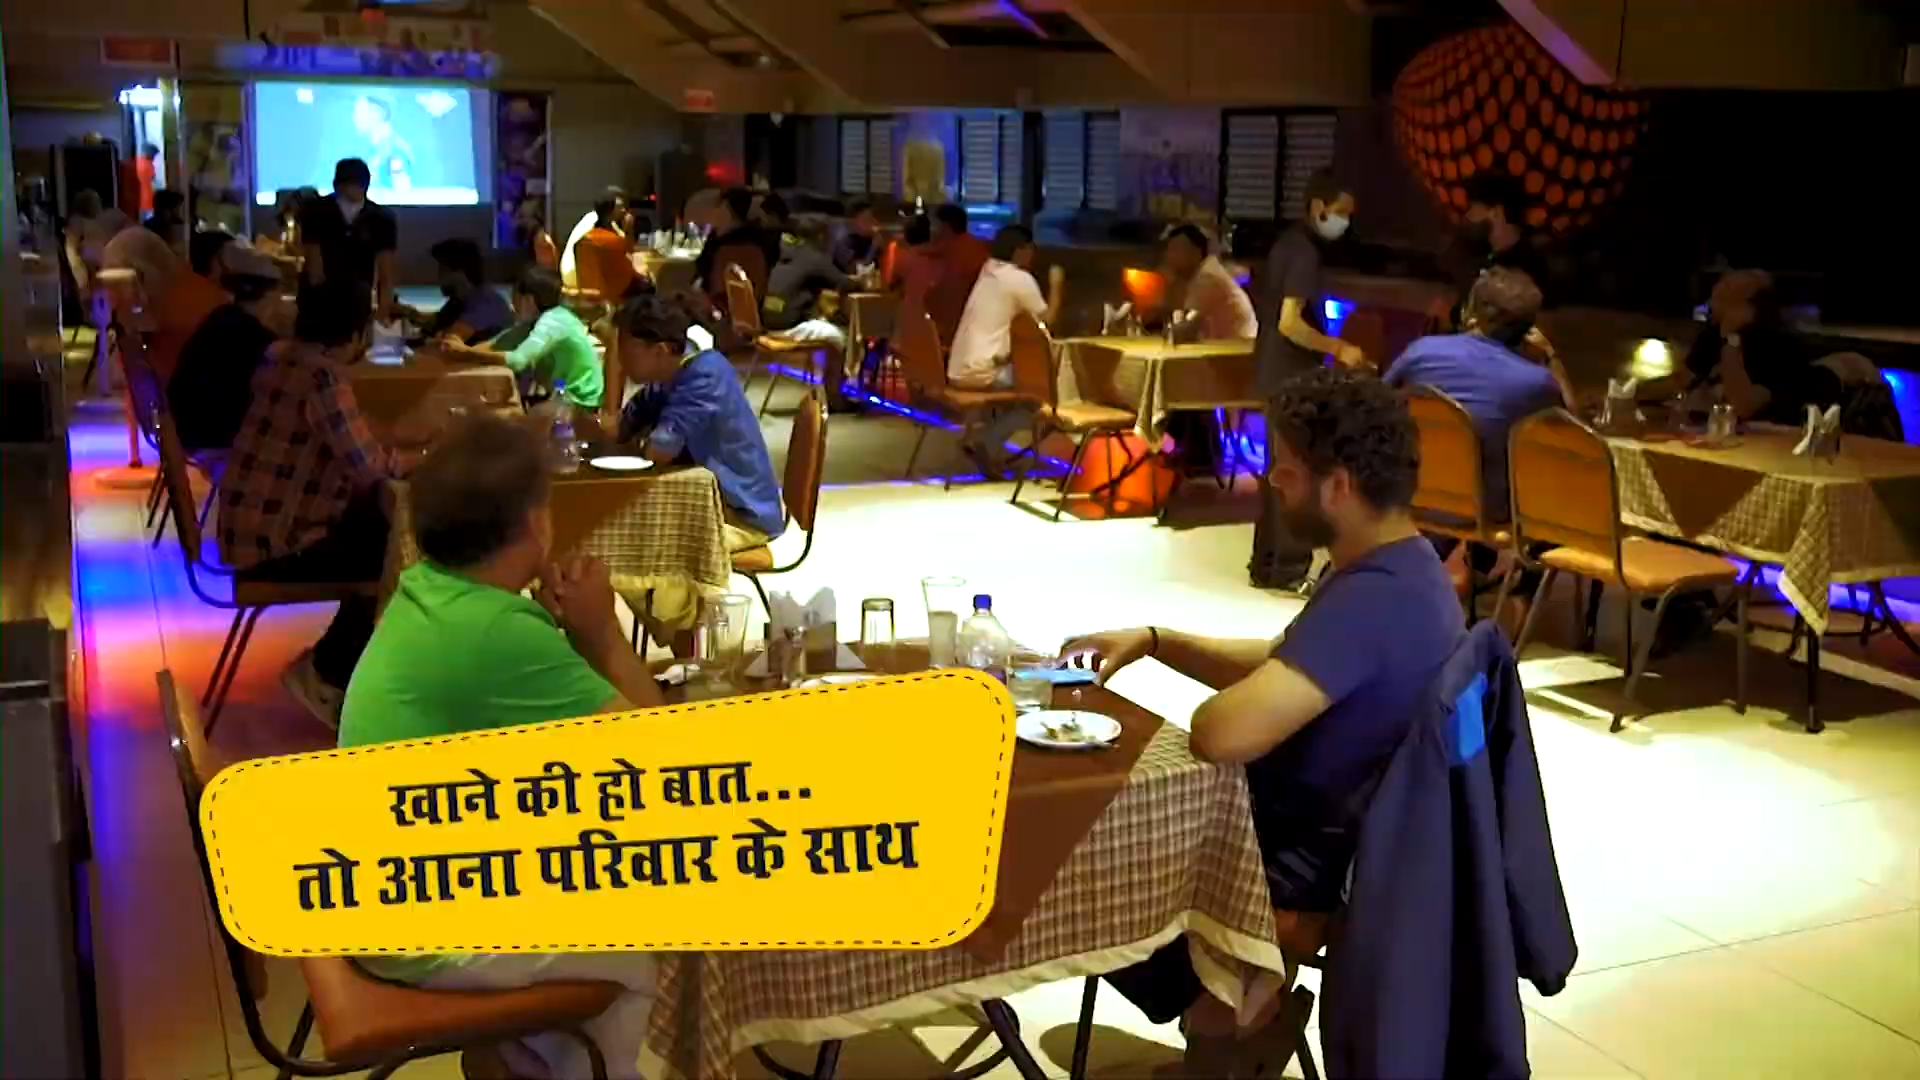 खाने की हो बात...
तो आना परिवार के साथ